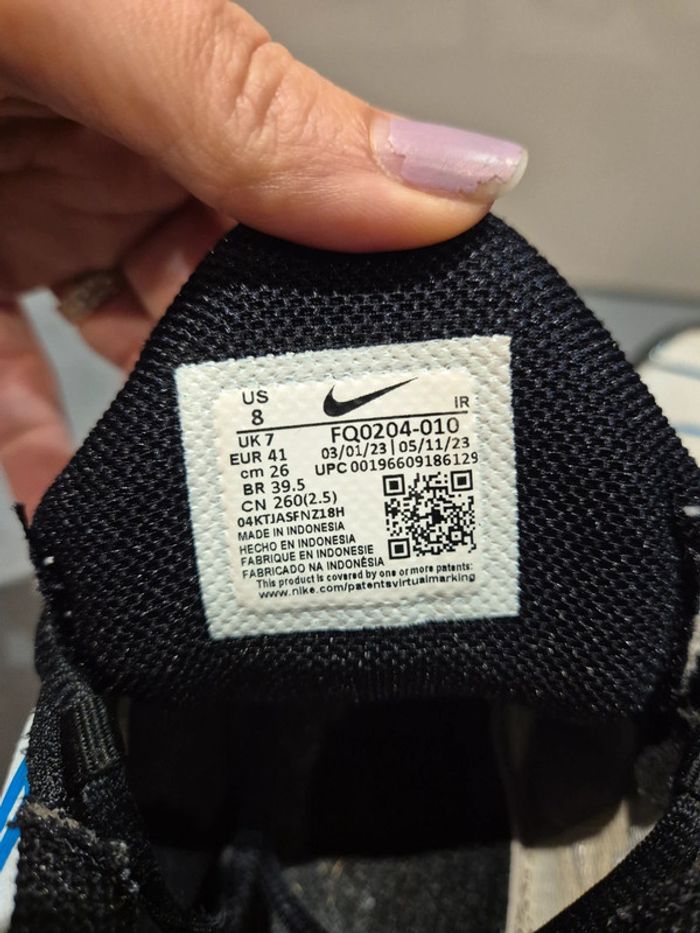 US
8
IR
UK 7
FQ0204-010
EUR 41
03/01/23 | 05/11/23
cm 26
UPC 00196609186129
BR 39.5
CN 260(2.5)
04KTJASFNZ18H
MADE IN INDONESIA
HECHO EN INDONESIA
FABRIQUE EN INDONESIE
FABRICADO NA INDONÉSIA
This product is covered by one or more patents:
www.nike.com/patentsvirtualmarking